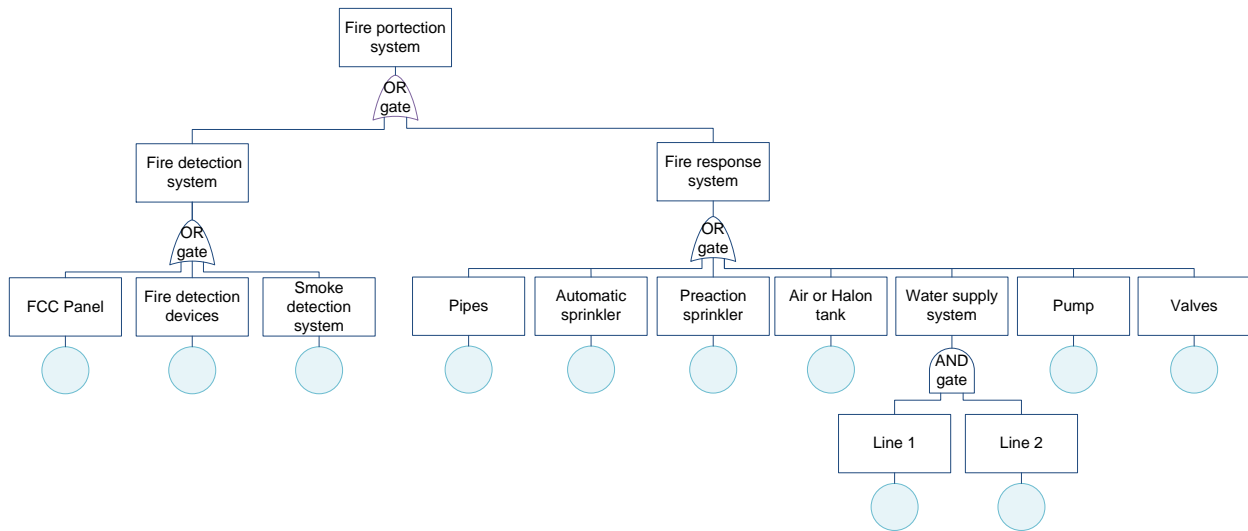 Fire portection
system
OR
gate
Fire detection
system
Fire response
system
OR
gate
OR
gate
FCC Panel
Fire detection
devices
Smoke
detection
system
Pipes
Automatic
sprinkler
Preaction
sprinkler
Air or Halon
tank
Water supply
system
Pump
Valves
AND
gate
Line 1
Line 2